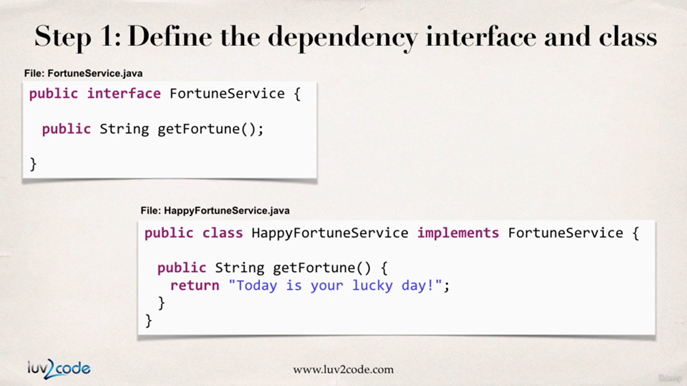 Step 1: Define the dependency interface and class
File: FortuneService.java
public interface FortuneService {
public String getFortune();
}
File: HappyFortuneService.java
public class HappyFortuneService implements FortuneService {
public String getFortune() {
return "Today is your lucky day!";
}
}
luv2code
www.luv2code.com
Udemy